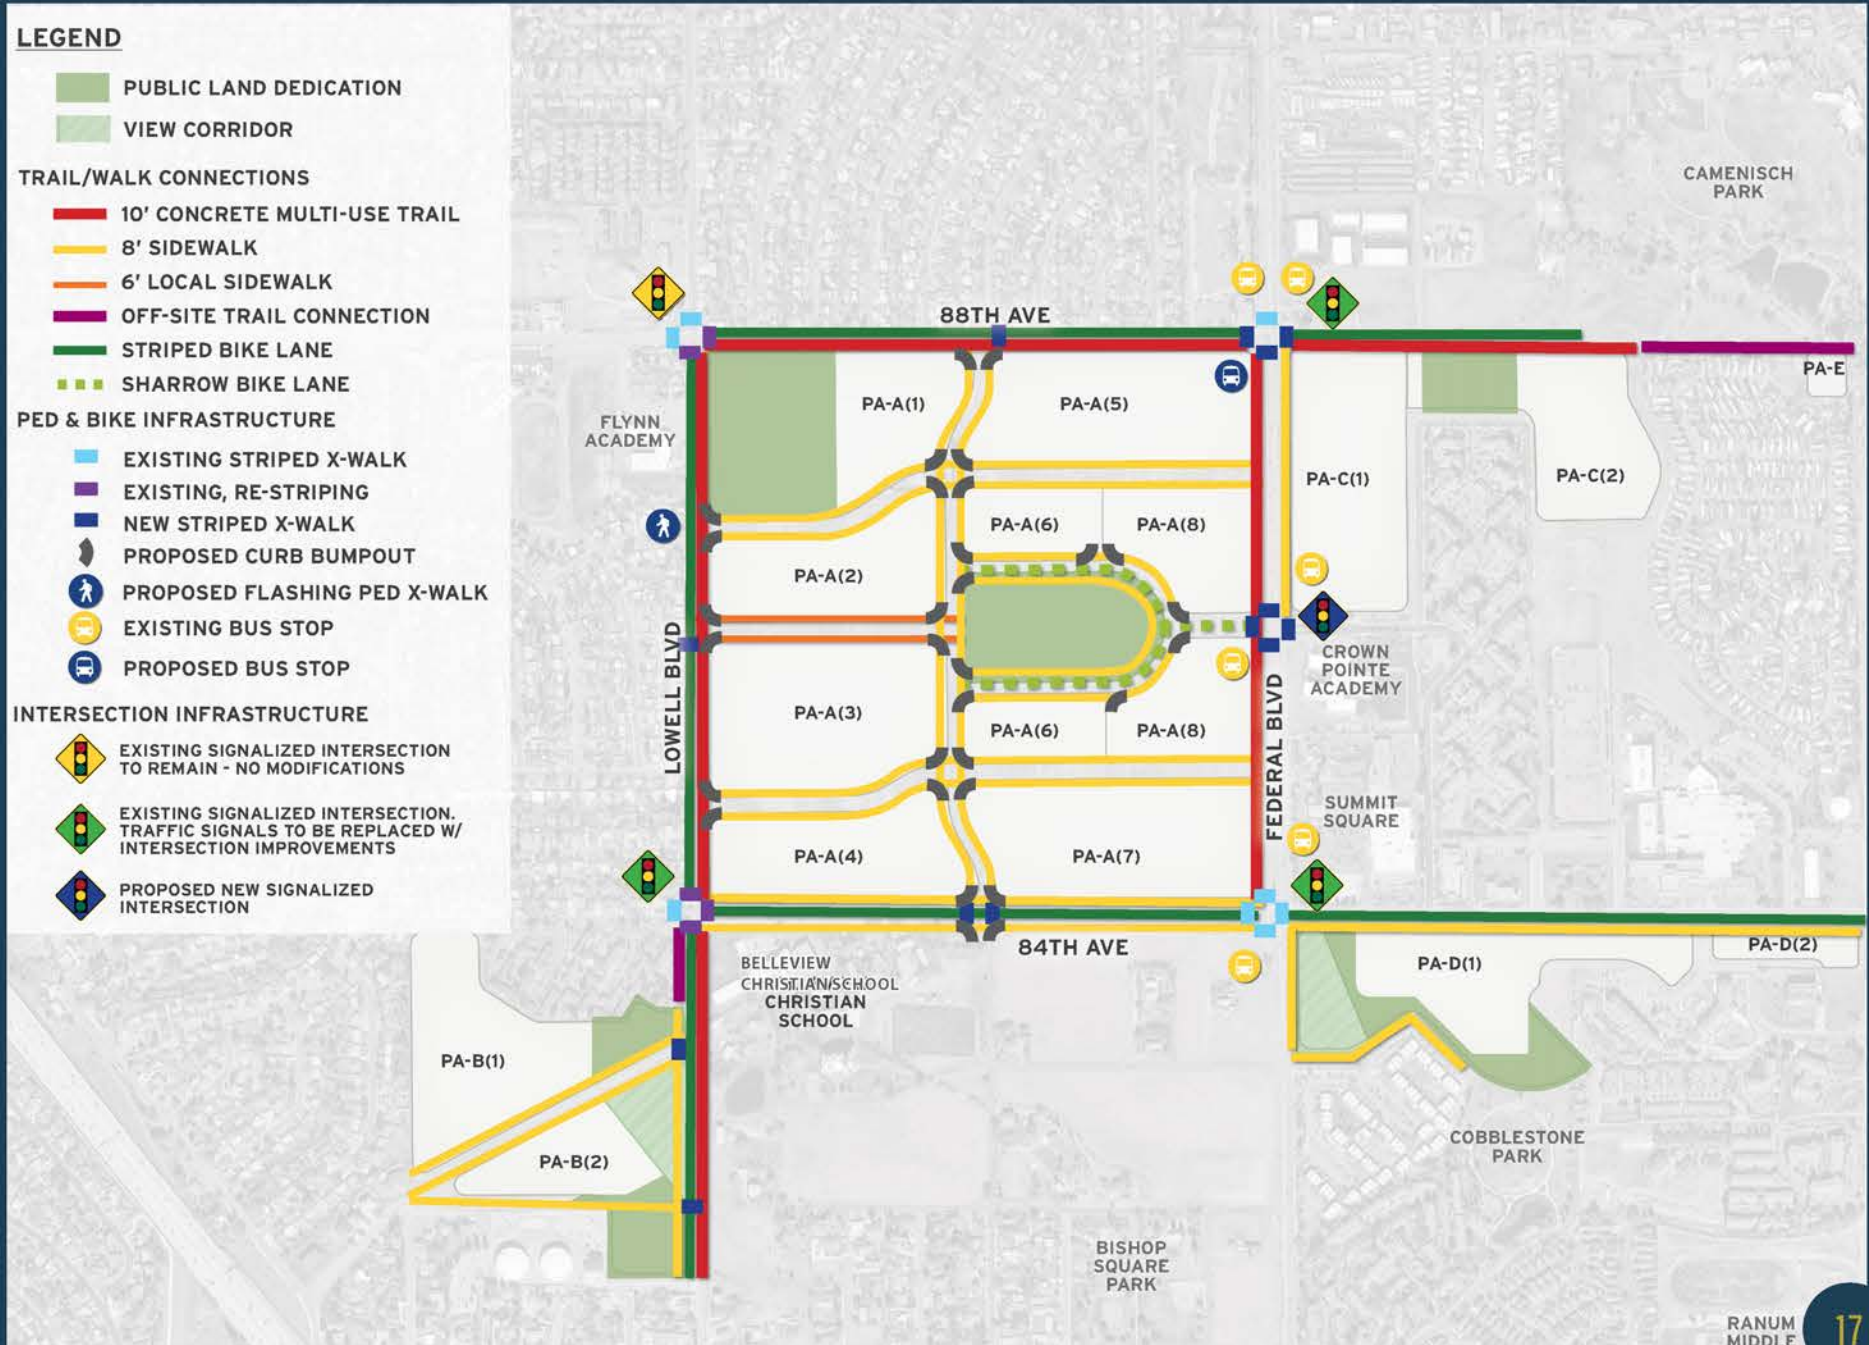 LEGEND
PUBLIC LAND DEDICATION
VIEW CORRIDOR
TRAIL/WALK CONNECTIONS
10' CONCRETE MULTI-USE TRAIL
8' SIDEWALK
6' LOCAL SIDEWALK
OFF-SITE TRAIL CONNECTION
STRIPED BIKE LANE
SHARROW BIKE LANE
PED & BIKE INFRASTRUCTURE
EXISTING STRIPED X-WALK
EXISTING, RE-STRIPING
NEW STRIPED X-WALK
PROPOSED CURB BUMPOUT
PROPOSED FLASHING PED X-WALK
EXISTING BUS STOP
PROPOSED BUS STOP
INTERSECTION INFRASTRUCTURE
EXISTING SIGNALIZED INTERSECTION
TO REMAIN - NO MODIFICATIONS
EXISTING SIGNALIZED INTERSECTION.
TRAFFIC SIGNALS TO BE REPLACED W/
INTERSECTION IMPROVEMENTS
PROPOSED NEW SIGNALIZED
INTERSECTION
CAMENISCH
PARK
88TH AVE
PA-E
PA-A(1)
PA-A(5)
FLYNN
ACADEMY
PA-C(1)
PA-C(2)
PA-A(6)
PA-A(8)
PA-A(2)
LOWELL BLVD
CROWN
POINTE
ACADEMY
PA-A(3)
PA-A(6)
PA-A(8)
FEDERAL BLVD
SUMMIT
SQUARE
PA-A(4)
PA-A(7)
84TH AVE
PA-D(1)
PA-D(2)
BELLEVIEW
CHRISTIAN SCHOOL
CHRISTIAN
SCHOOL
PA-B(1)
PA-B(2)
COBBLESTONE
PARK
BISHOP
SQUARE
PARK
RANUM
MIDDLE
17